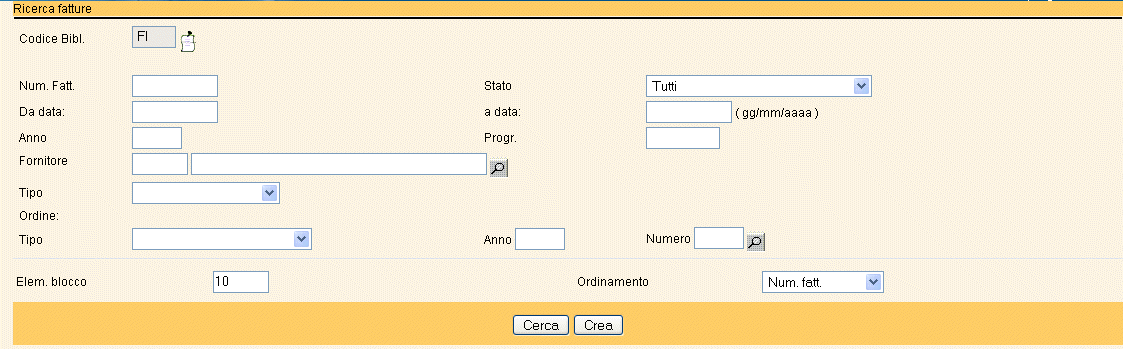 Ricerca fatture
Codice Bibl. FI
Num. Fatt. Stato Tutti
Da data: a data: ( gg/mm/aaaa )
Anno Progr.
Fornitore
Tipo
Ordine:
Tipo Anno Numero
Elem. blocco 10 Ordinamento Num. fatt.
Cerca Crea